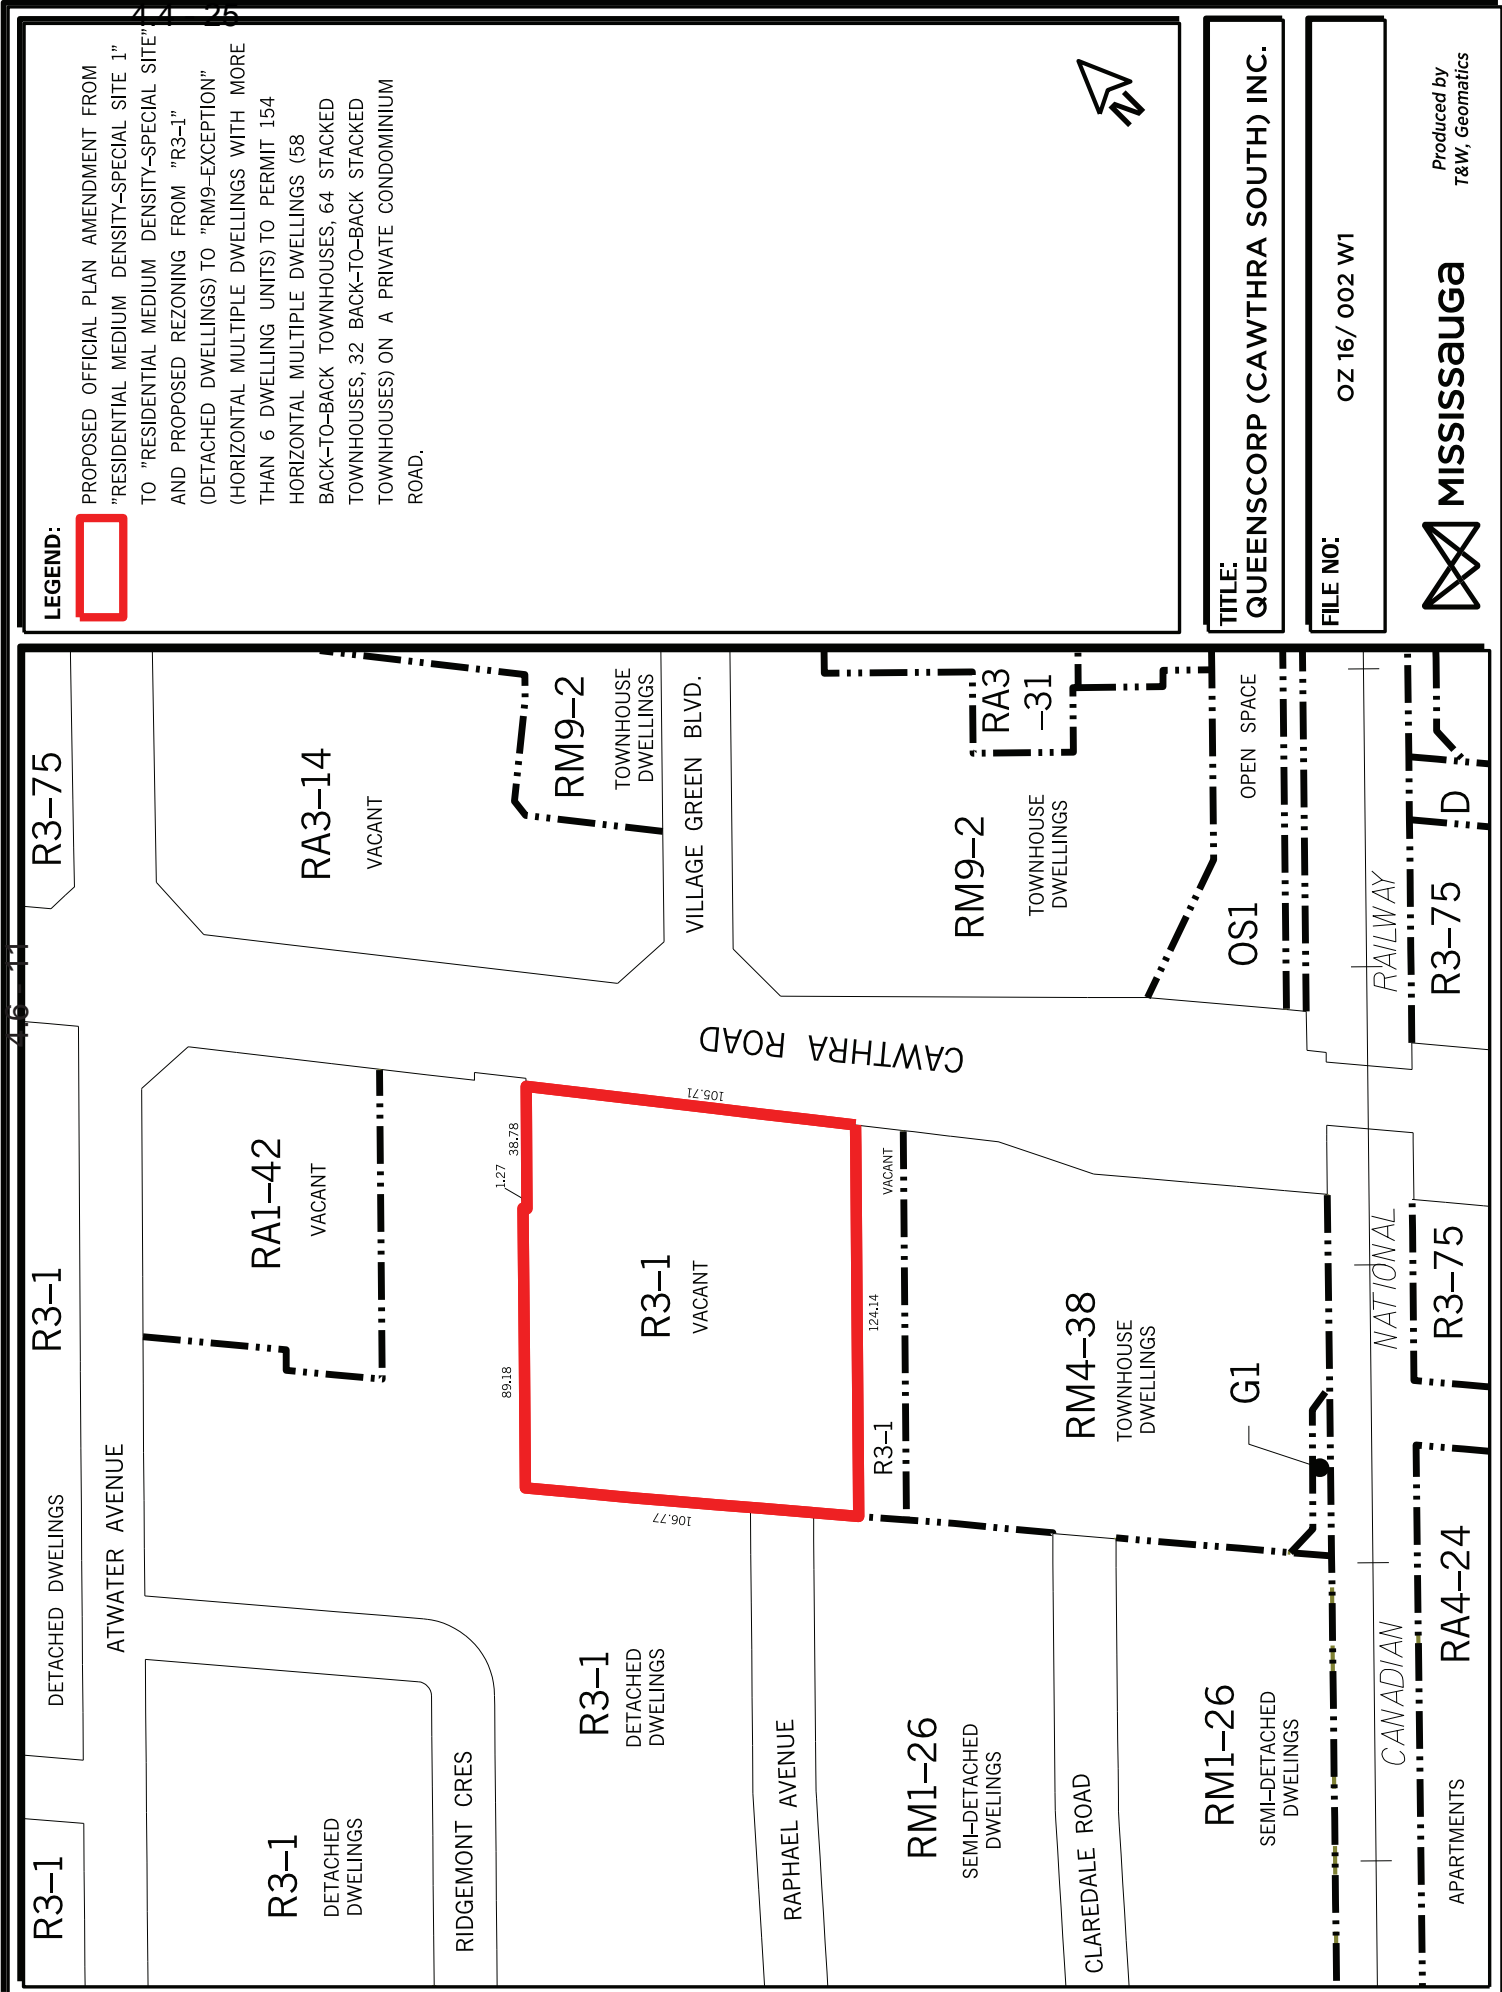 4.4 - 26
4.6 - 11
LEGEND:
PROPOSED OFFICIAL PLAN AMENDMENT FROM
"RESIDENTIAL MEDIUM DENSITY-SPECIAL SITE 1"
TO "RESIDENTIAL MEDIUM DENSITY-SPECIAL SITE"
AND PROPOSED REZONING FROM "R3-1"
(DETACHED DWELLINGS) TO "RM9-EXCEPTION"
(HORIZONTAL MULTIPLE DWELLINGS WITH MORE
THAN 6 DWELLING UNITS) TO PERMIT 154
HORIZONTAL MULTIPLE DWELLINGS (58
BACK-TO-BACK TOWNHOUSES, 64 STACKED
TOWNHOUSES, 32 BACK-TO-BACK STACKED
TOWNHOUSES) ON A PRIVATE CONDOMINIUM
ROAD.
N
TITLE:
QUEENSCORP (CAWTHRA SOUTH) INC.
FILE NO:
OZ 16/ 002 W1
MISSISSauGa
Produced by
T&W, Geomatics
R3-1
R3-1
DETACHED DWELINGS
R3-75
ATWATER AVENUE
R3-1
DETACHED
DWELINGS
RA1-42
VACANT
RA3-14
VACANT
RIDGEMONT CRES
RM9-2
TOWNHOUSE
DWELLINGS
89.18
1.27
38.78
R3-1
DETACHED
DWELINGS
106.77
R3-1
VACANT
105.71
VILLAGE GREEN BLVD.
CAWTHRA ROAD
RAPHAEL AVENUE
124.14
R3-1
VACANT
RM1-26
SEMI-DETACHED
DWELINGS
RM9-2
TOWNHOUSE
DWELLINGS
RA3
-31
CLAREDALE ROAD
RM4-38
TOWNHOUSE
DWELLINGS
RM1-26
SEMI-DETACHED
DWELINGS
G1
OS1
OPEN SPACE
CANADIAN
NATIONAL
RAILWAY
APARTMENTS
RA4-24
R3-75
R3-75
D